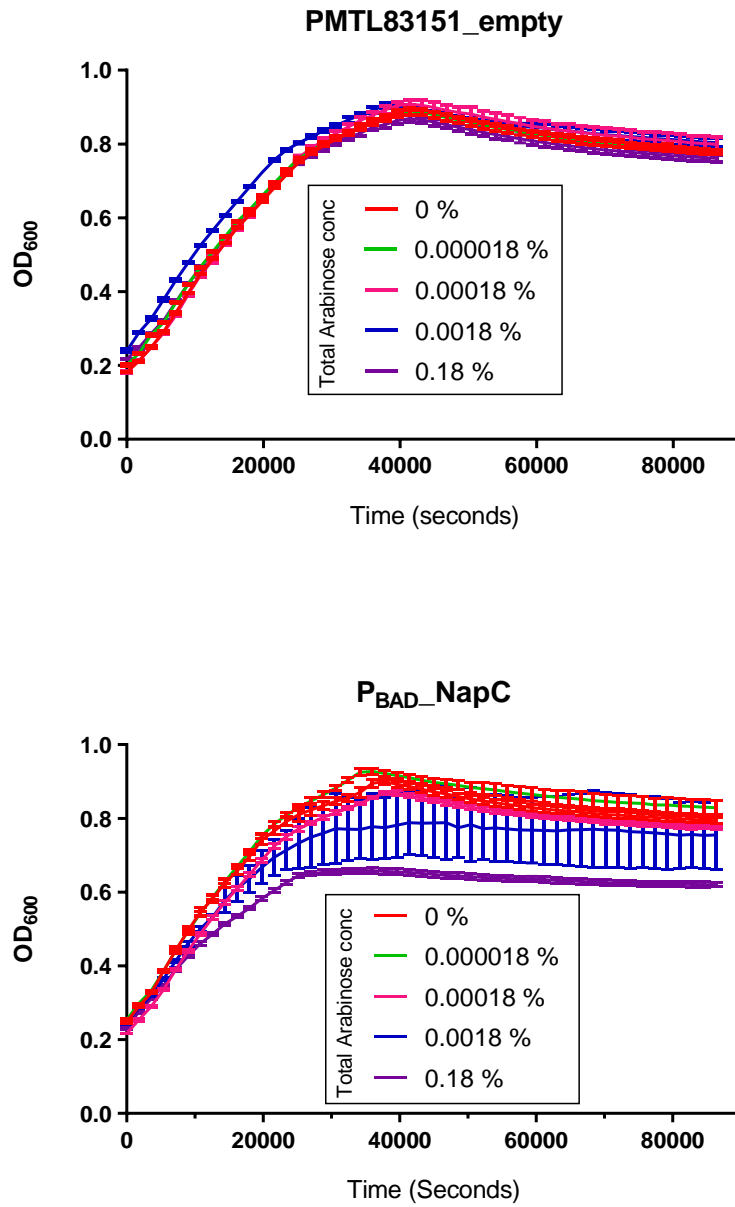 PMTL83151_empty
1.0
0.8
0.6
0.4
0.2
0.0
OD600
Total Arabinose conc
0 %
0.000018 %
0.00018 %
0.0018 %
0.18 %
0 20000 40000 60000 80000
Time (seconds)
PBAD_NapC
1.0
0.8
0.6
0.4
0.2
0.0
OD600
Total Arabinose conc
0 %
0.000018 %
0.00018 %
0.0018 %
0.18 %
0 20000 40000 60000 80000
Time (Seconds)